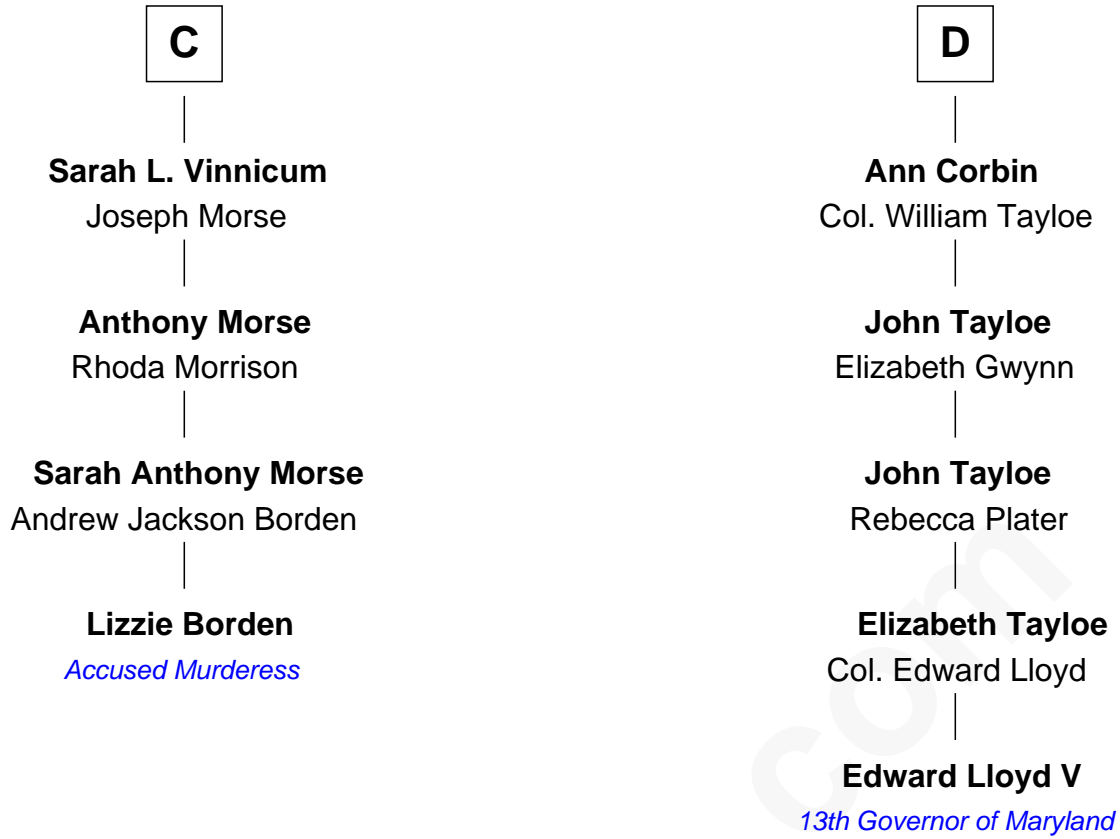 C
Sarah L. Vinnicum
Joseph Morse
Anthony Morse
Rhoda Morrison
Sarah Anthony Morse
Andrew Jackson Borden
Lizzie Borden
Accused Murderess
D
Ann Corbin
Col. William Tayloe
John Tayloe
Elizabeth Gwynn
John Tayloe
Rebecca Plater
Elizabeth Tayloe
Col. Edward Lloyd
Edward Lloyd V
13th Governor of Maryland
com